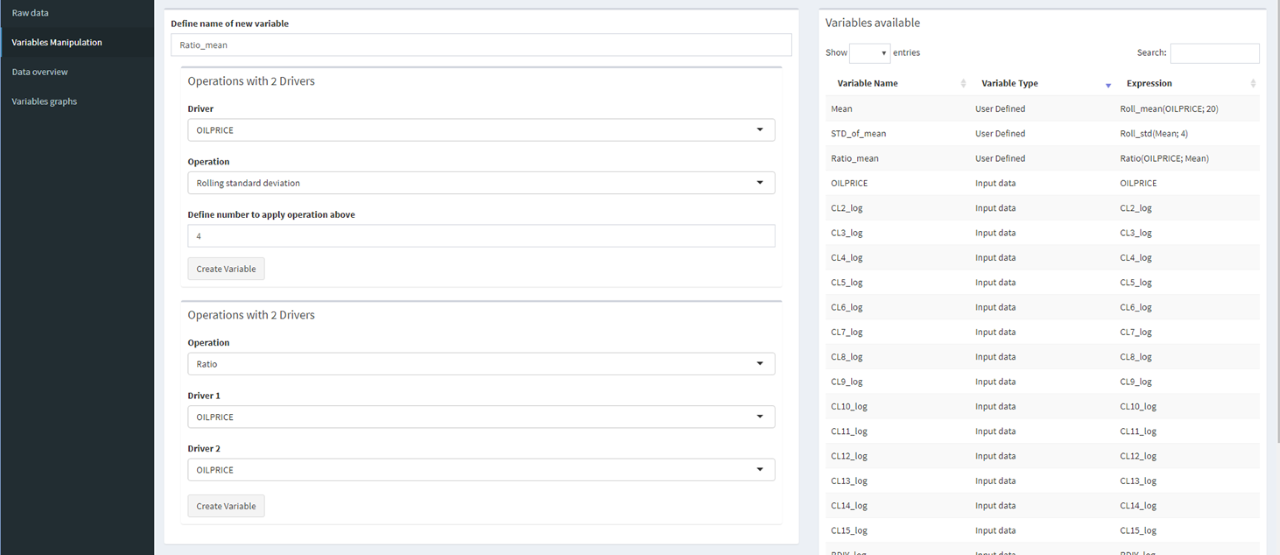 Raw data
Variables Manipulation
Data overview
Variables graphs
Define name of new variable
Ratio_mean
Operations with 2 Drivers
Driver
OILPRICE
Operation
Rolling standard deviation
Define number to apply operation above
4
Create Variable
Operations with 2 Drivers
Operation
Ratio
Driver 1
OILPRICE
Driver 2
OILPRICE
Create Variable
Variables available
Show entries Search:
Variable Name Variable Type Expression
Mean User Defined Roll_mean(OILPRICE; 20)
STD_of_mean User Defined Roll_std(Mean; 4)
Ratio_mean User Defined Ratio(OILPRICE; Mean)
OILPRICE Input data OILPRICE
CL2_log Input data CL2_log
CL3_log Input data CL3_log
CL4_log Input data CL4_log
CL5_log Input data CL5_log
CL6_log Input data CL6_log
CL7_log Input data CL7_log
CL8_log Input data CL8_log
CL9_log Input data CL9_log
CL10_log Input data CL10_log
CL11_log Input data CL11_log
CL12_log Input data CL12_log
CL13_log Input data CL13_log
CL14_log Input data CL14_log
CL15_log Input data CL15_log